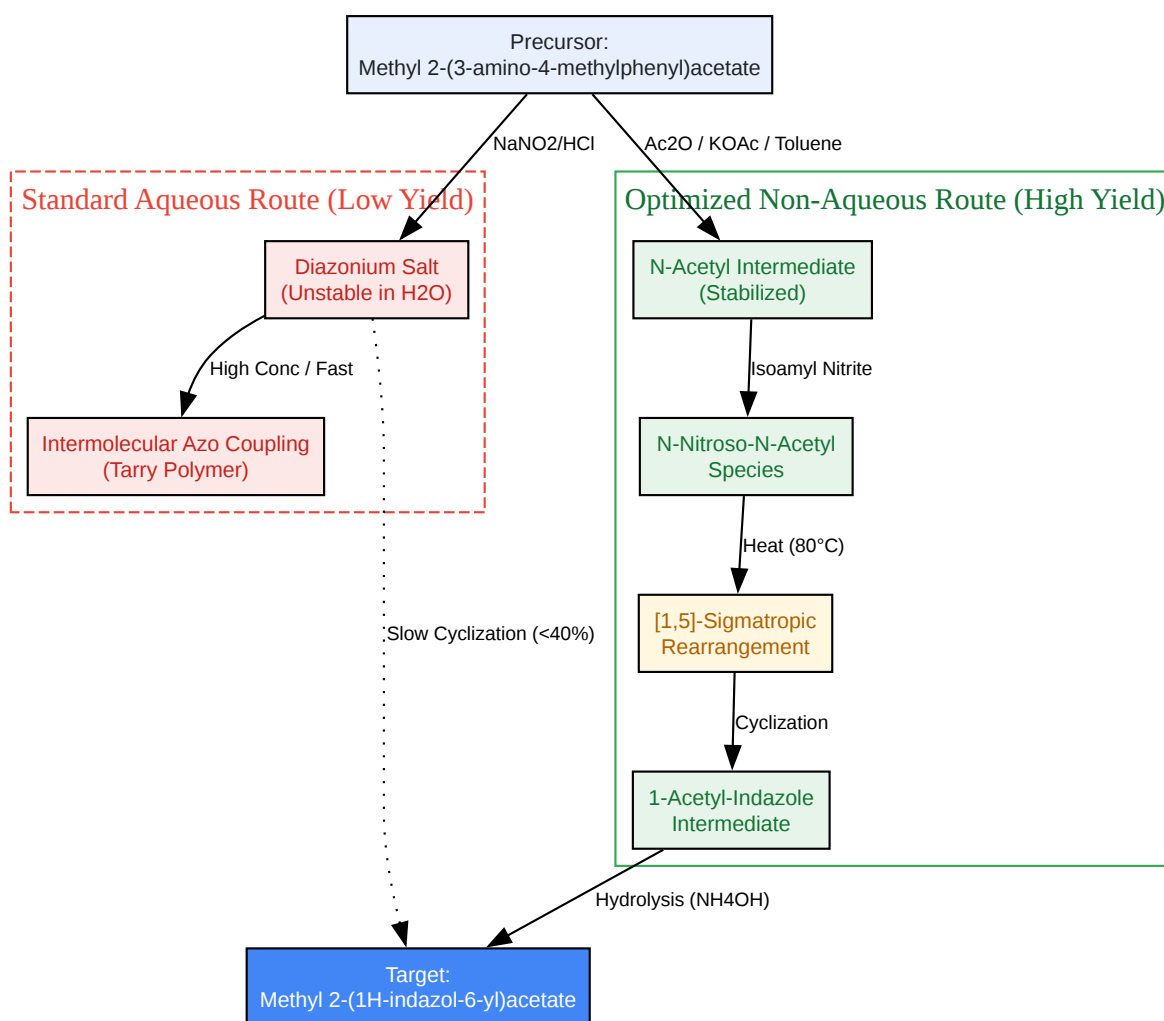 Precursor:
Methyl 2-(3-amino-4-methylphenyl)acetate
NaNO2/HCl
Ac2O / KOAc / Toluene
Standard Aqueous Route (Low Yield)
Optimized Non-Aqueous Route (High Yield)
Diazonium Salt
(Unstable in H2O)
N-Acetyl Intermediate
(Stabilized)
High Conc / Fast
Isoamyl Nitrite
Intermolecular Azo Coupling
(Tarry Polymer)
N-Nitroso-N-Acetyl
Species
Heat (80°C)
[1,5]-Sigmatropic
Rearrangement
Slow Cyclization (<40%)
Cyclization
1-Acetyl-Indazole
Intermediate
Hydrolysis (NH4OH)
Target:
Methyl 2-(1H-indazol-6-yl)acetate